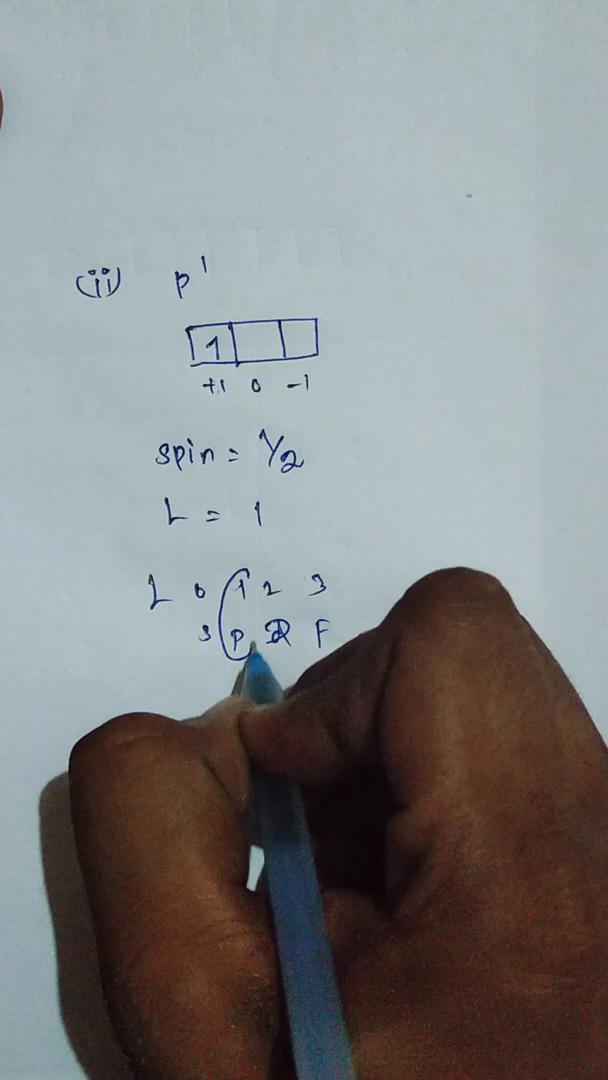 (ii) p¹
1
+1 0 -1
spin = 1/2
L = 1
L 0 1 2 3
S P D F